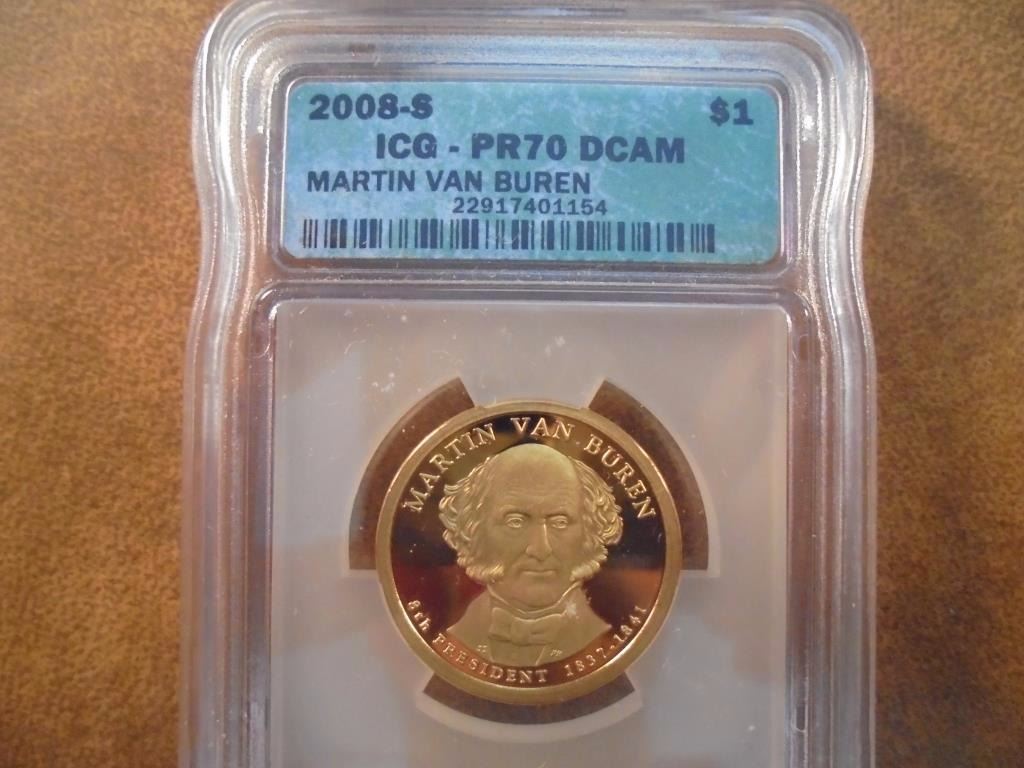 2008-S $1
ICG - PR70 DCAM
MARTIN VAN BUREN
22917401154
MARTIN VAN BUREN
8th PRESIDENT 1837-1841